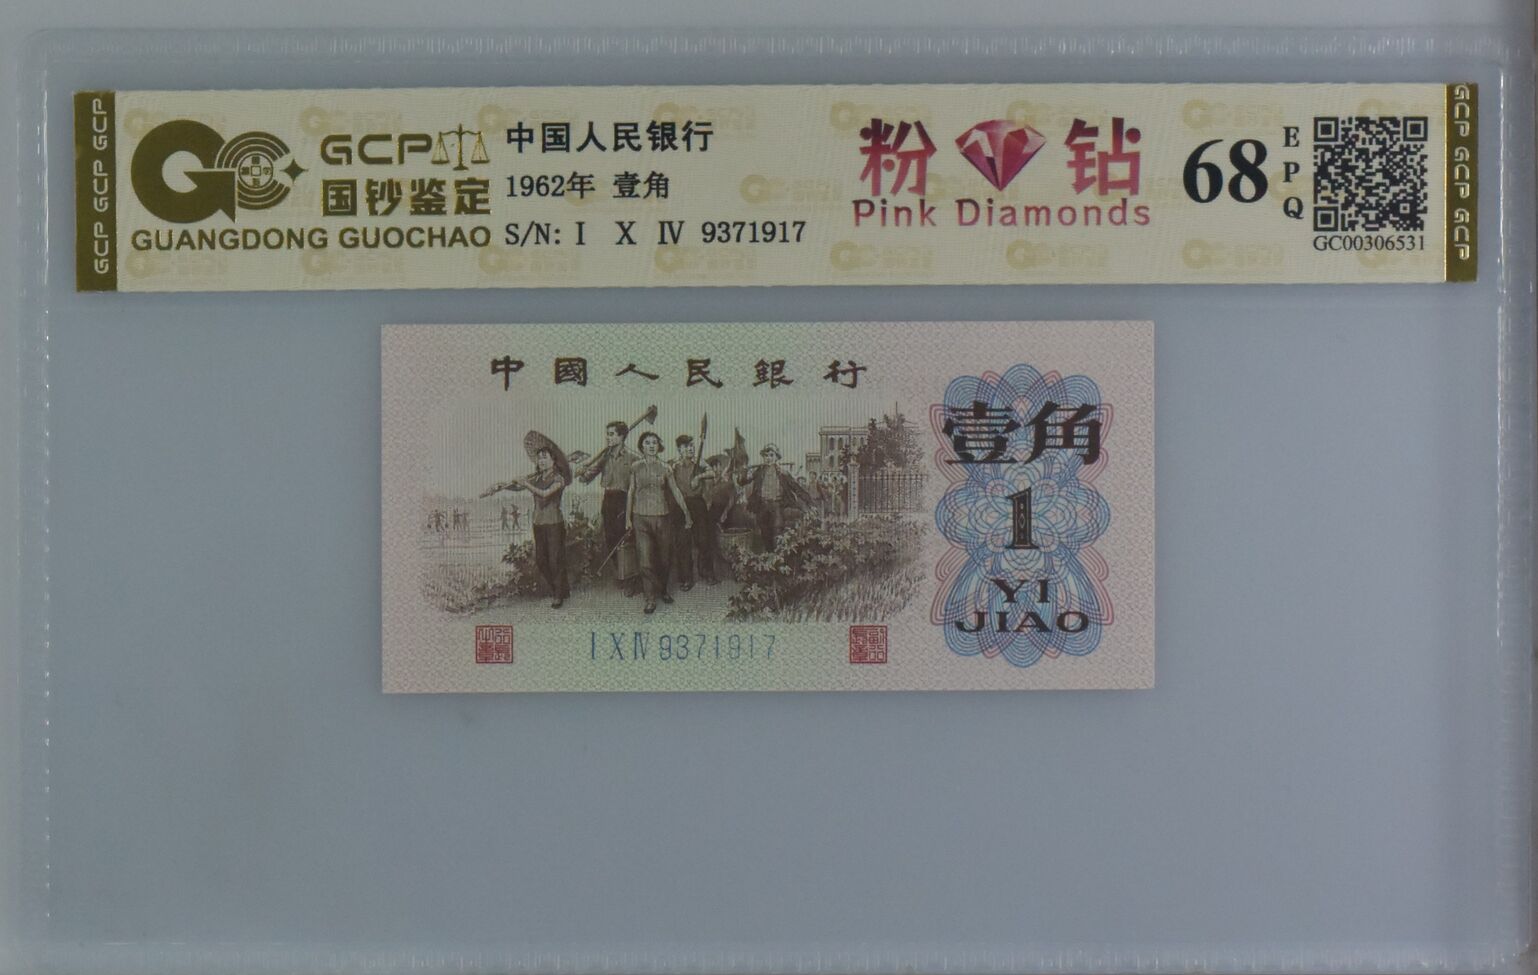 GCP GCP GCP
GCP
国钞鉴定
GUANGDONG GUOCHAO
中国人民银行
1962年 壹角
S/N: I X IV 9371917
粉 钻
Pink Diamonds
68
EPQ
GC00306531
GCP GCP GCP
中國人民銀行
壹角
1
YI
JIAO
I X IV 9371917